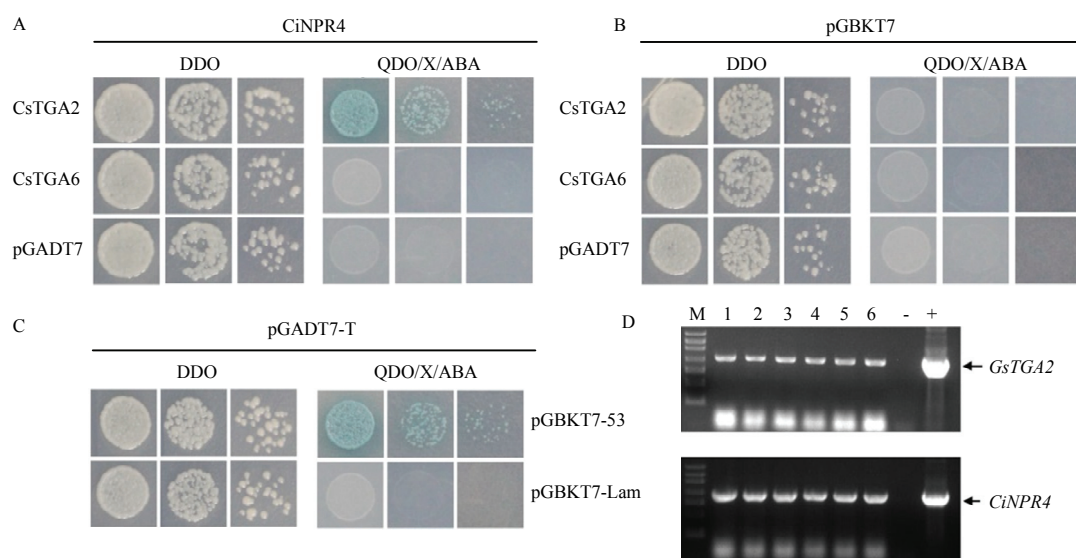 A
CiNPR4
DDO QDO/X/ABA
CsTGA2
CsTGA6
pGADT7
B
pGBKT7
DDO QDO/X/ABA
CsTGA2
CsTGA6
pGADT7
C
pGADT7-T
DDO QDO/X/ABA
pGBKT7-53
pGBKT7-Lam
D
M 1 2 3 4 5 6 - +
GsTGA2
CiNPR4